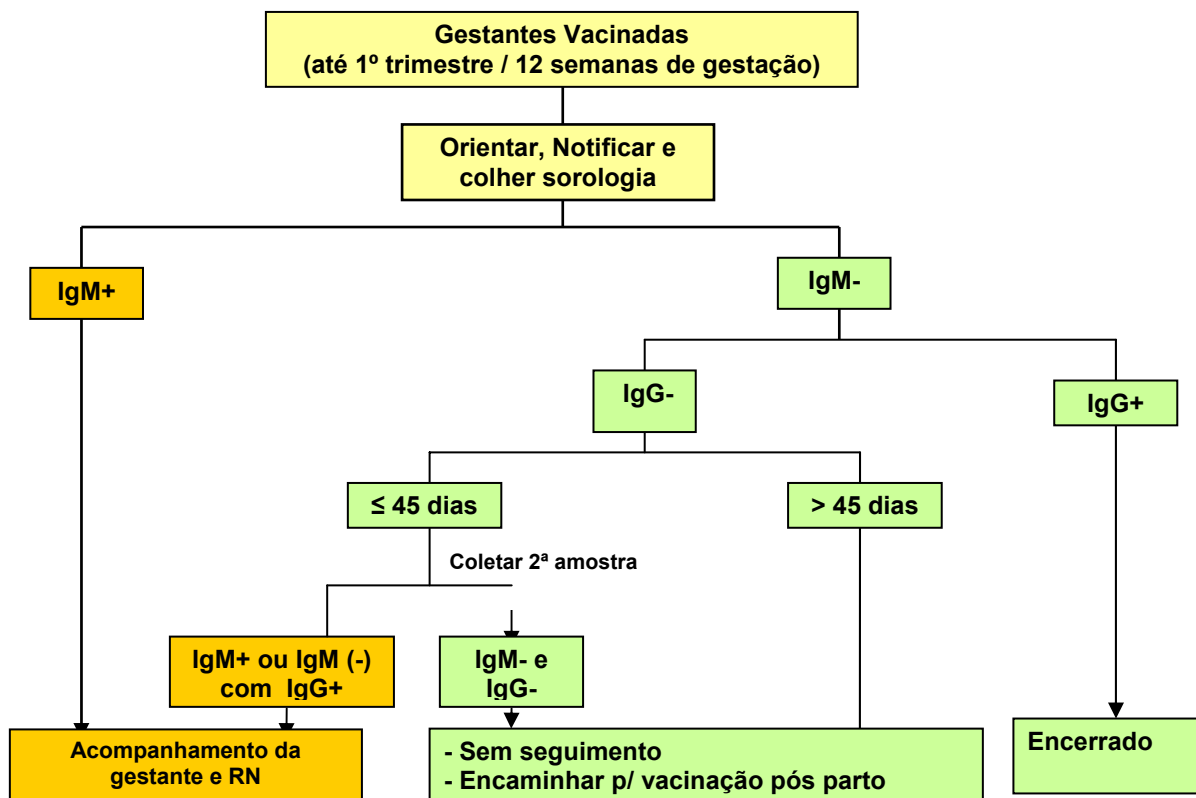 Gestantes Vacinadas
(até 1º trimestre / 12 semanas de gestação)
Orientar, Notificar e
colher sorologia
IgM+
IgM-
IgG-
IgG+
≤ 45 dias
> 45 dias
Coletar 2ª amostra
IgM+ ou IgM (-)
com IgG+
IgM- e
IgG-
Acompanhamento da
gestante e RN
- Sem seguimento
- Encaminhar p/ vacinação pós parto
Encerrado